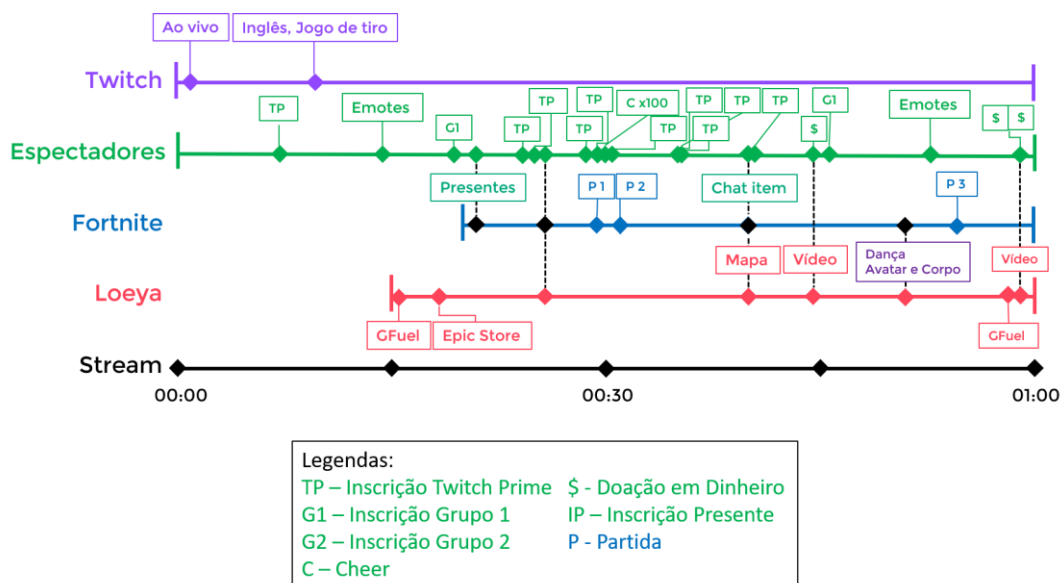 Ao vivo
Inglês, Jogo de tiro
Twitch
TP
Emotes
G1
TP
TP
TP
TP
C x100
TP
TP
TP
TP
TP
$
G1
Emotes
$
$
Espectadores
Presentes
P 1
P 2
Chat item
P 3
Fortnite
Mapa
Vídeo
Dança
Avatar e Corpo
Vídeo
Loeya
GFuel
Epic Store
GFuel
Stream
00:00
00:30
01:00
Legendas:
TP – Inscrição Twitch Prime
$ - Doação em Dinheiro
G1 – Inscrição Grupo 1
IP – Inscrição Presente
G2 – Inscrição Grupo 2
P - Partida
C – Cheer